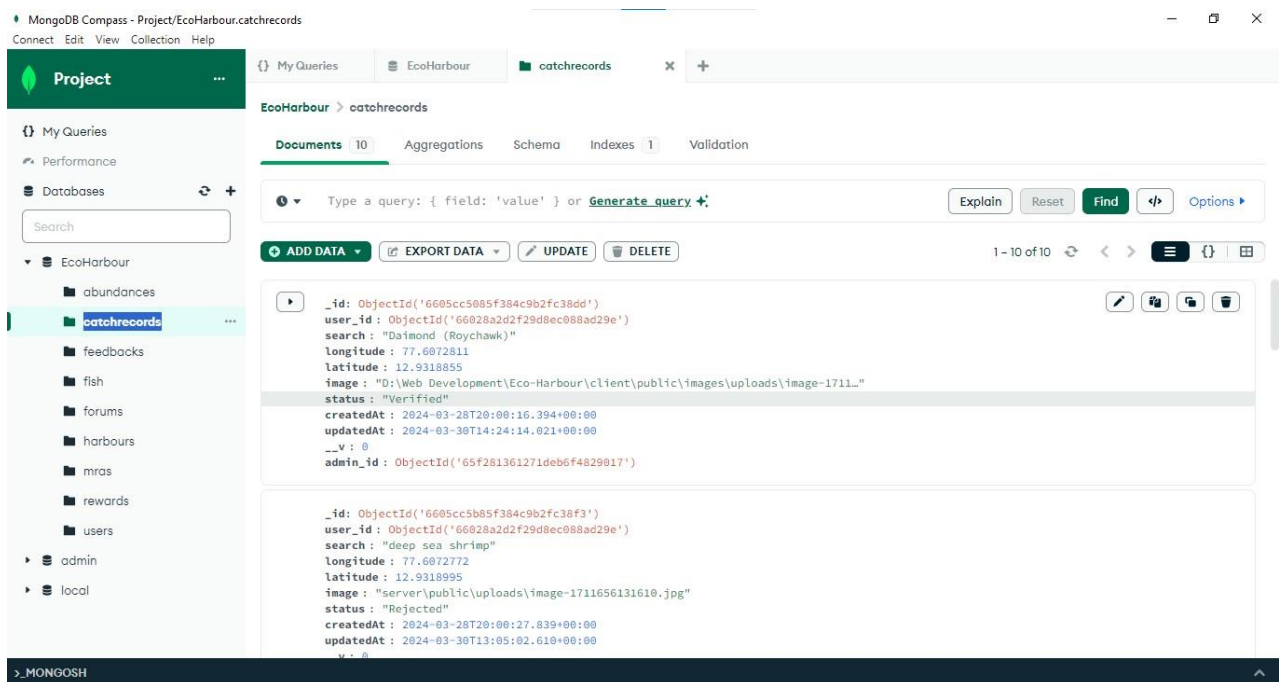 MongoDB Compass - Project/EcoHarbour.catchrecords
Connect Edit View Collection Help
Project
{} My Queries
Performance
Databases
Search
EcoHarbour
abundances
catchrecords
feedbacks
fish
forums
harbours
mras
rewards
users
admin
local
{} My Queries EcoHarbour catchrecords
EcoHarbour > catchrecords
Documents 10 Aggregations Schema Indexes 1 Validation
Type a query: { field: 'value' } or Generate query Explain Reset Find </> Options
ADD DATA EXPORT DATA UPDATE DELETE 1 – 10 of 10 {}
_id: ObjectId('6605cc5085f384c9b2fc38dd')
user_id : ObjectId('66028a2d2f29d8ec088ad29e')
search : "Daimond (Roychawk)"
longitude : 77.6072811
latitude : 12.9318855
image : "D:\Web Development\Eco-Harbour\client\public\images\uploads\image-1711…"
status : "Verified"
createdAt : 2024-03-28T20:00:16.394+00:00
updatedAt : 2024-03-30T14:24:14.021+00:00
__v : 0
admin_id : ObjectId('65f281361271deb6f4829017')
_id: ObjectId('6605cc5b85f384c9b2fc38f3')
user_id : ObjectId('66028a2d2f29d8ec088ad29e')
search : "deep sea shrimp"
longitude : 77.6072772
latitude : 12.9318995
image : "server\public\uploads\image-1711656131610.jpg"
status : "Rejected"
createdAt : 2024-03-28T20:00:27.839+00:00
updatedAt : 2024-03-30T13:05:02.610+00:00
__v : 0
>_MONGOSH